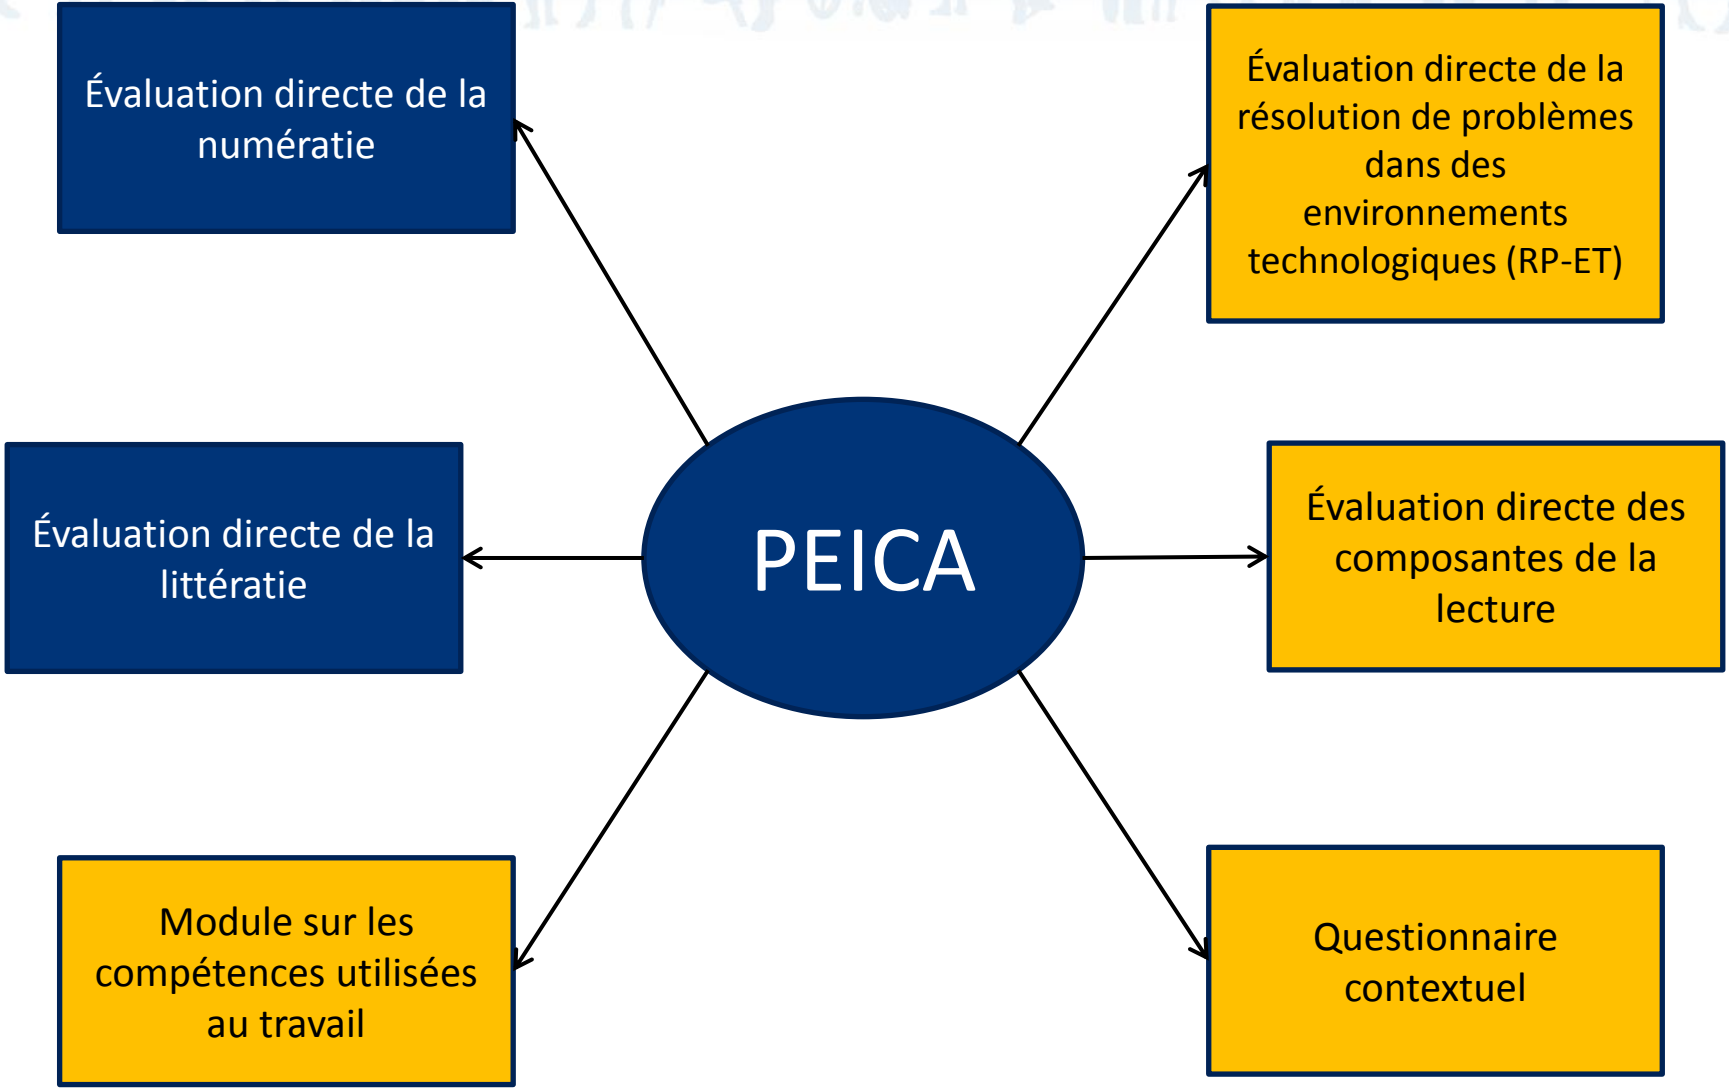 Évaluation directe de la
numératie
Évaluation directe de la
résolution de problèmes
dans des
environnements
technologiques (RP-ET)
Évaluation directe de la
littératie
PEICA
Évaluation directe des
composantes de la
lecture
Module sur les
compétences utilisées
au travail
Questionnaire
contextuel